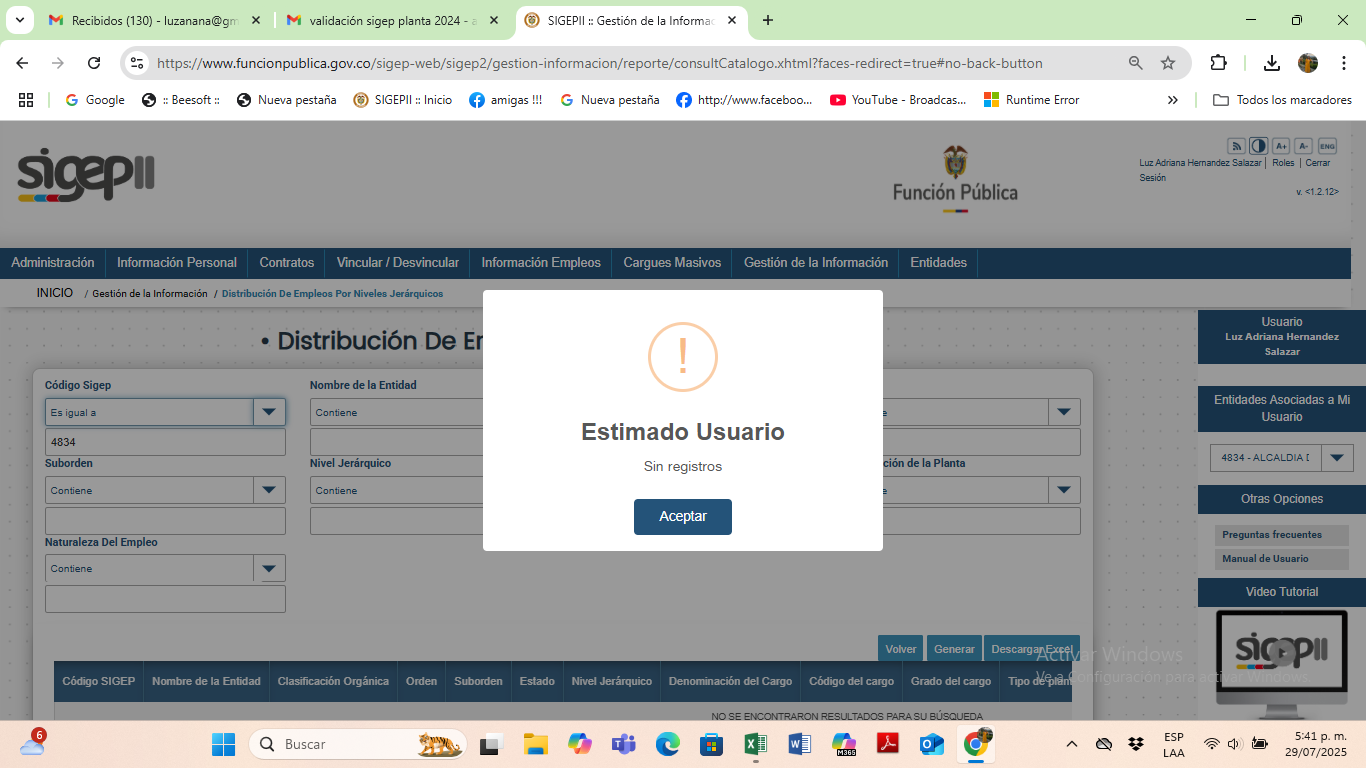 Recibidos (130) - luzanana@gm
validación sigep planta 2024 - a
SIGEPII :: Gestión de la Informac
https://www.funcionpublica.gov.co/sigep-web/sigep2/gestion-informacion/reporte/consultCatalogo.xhtml?faces-redirect=true#no-back-button
Google
:: Beesoft ::
Nueva pestaña
SIGEPII :: Inicio
amigas !!!
Nueva pestaña
http://www.faceboo...
YouTube - Broadcas...
Runtime Error
Todos los marcadores
sigepII
Función Pública
A+ A- ENG
Luz Adriana Hernandez Salazar | Roles | Cerrar
Sesión
v. <1.2.12>
Administración
Información Personal
Contratos
Vincular / Desvincular
Información Empleos
Cargues Masivos
Gestión de la Información
Entidades
INICIO / Gestión de la Información / Distribución De Empleos Por Niveles Jerárquicos
• Distribución De Er
Código Sigep
Es igual a
4834
Nombre de la Entidad
Contiene
Suborden
Contiene
Nivel Jerárquico
Contiene
ción de la Planta
Naturaleza Del Empleo
Contiene
!
Estimado Usuario
Sin registros
Aceptar
Usuario
Luz Adriana Hernandez
Salazar
Entidades Asociadas a Mi
Usuario
4834 - ALCALDIA D
Otras Opciones
Preguntas frecuentes
Manual de Usuario
Video Tutorial
sigepII
Volver
Generar
Descargar Excel
Activar Windows
Ve a Configuración para activar Windows.
Código SIGEP
Nombre de la Entidad
Clasificación Orgánica
Orden
Suborden
Estado
Nivel Jerárquico
Denominación del Cargo
Código del cargo
Grado del cargo
Tipo de plan
NO SE ENCONTRARON RESULTADOS PARA SU BÚSQUEDA
6
Buscar
M365
ESP
LAA
5:41 p. m.
29/07/2025